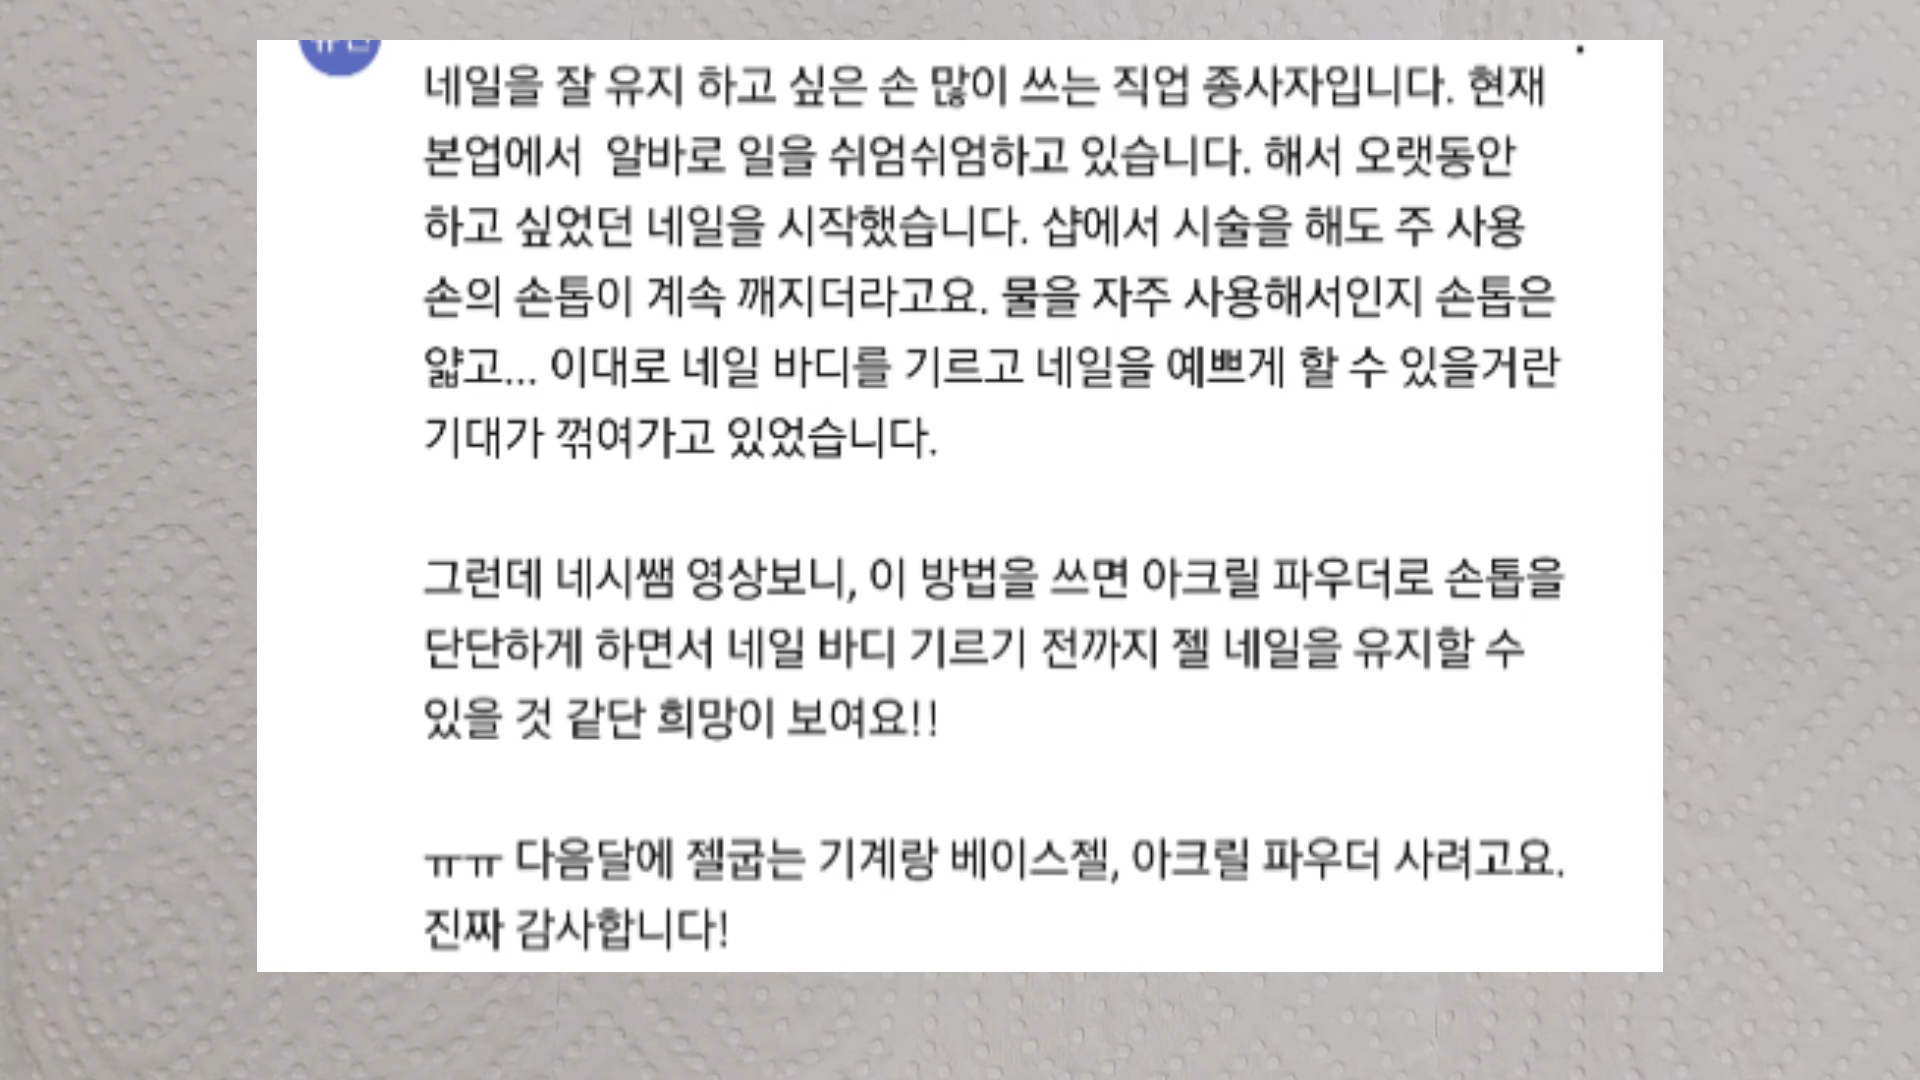 네일을 잘 유지 하고 싶은 손 많이 쓰는 직업 종사자입니다. 현재
본업에서 알바로 일을 쉬엄쉬엄하고 있습니다. 해서 오랫동안
하고 싶었던 네일을 시작했습니다. 샵에서 시술을 해도 주 사용
손의 손톱이 계속 깨지더라고요. 물을 자주 사용해서인지 손톱은
얇고... 이대로 네일 바디를 기르고 네일을 예쁘게 할 수 있을거란
기대가 꺾여가고 있었습니다.
그런데 네시쌤 영상보니, 이 방법을 쓰면 아크릴 파우더로 손톱을
단단하게 하면서 네일 바디 기르기 전까지 젤 네일을 유지할 수
있을 것 같단 희망이 보여요!!
ㅠㅠ 다음달에 젤굽는 기계랑 베이스젤, 아크릴 파우더 사려고요.
진짜 감사합니다!